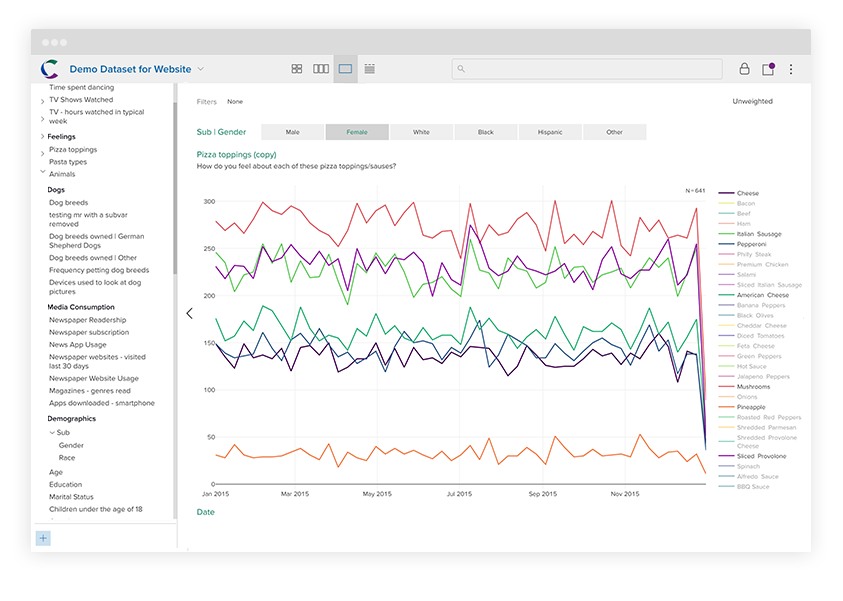 Demo Dataset for Website
Time spent dancing
TV Shows Watched
TV - hours watched in typical
week
Feelings
Pizza toppings
Pasta types
Animals
Dogs
Dog breeds
testing mr with a subvar
removed
Dog breeds owned | German
Shepherd Dogs
Dog breeds owned | Other
Frequency petting dog breeds
Devices used to look at dog
pictures
Media Consumption
Newspaper Readership
Newspaper subscription
News App Usage
Newspaper websites - visited
last 30 days
Newspaper Website Usage
Magazines - genres read
Apps downloaded - smartphone
Demographics
Sub
Gender
Race
Age
Education
Marital Status
Children under the age of 18
Filters None
Unweighted
Sub | Gender
Male
Female
White
Black
Hispanic
Other
Pizza toppings (copy)
How do you feel about each of these pizza toppings/sauses?
N=641
300
250
200
150
100
50
0
Jan 2015
Mar 2015
May 2015
Jul 2015
Sep 2015
Nov 2015
Date
Cheese
Bacon
Beef
Ham
Italian Sausage
Pepperoni
Philly Steak
Premium Chicken
Salami
Sliced Italian Sausage
American Cheese
Banana Peppers
Black Olives
Cheddar Cheese
Diced Tomatoes
Feta Cheese
Green Peppers
Hot Sauce
Jalapeno Peppers
Mushrooms
Onions
Pineapple
Roasted Red Peppers
Shredded Parmesan
Shredded Provolone
Cheese
Sliced Provolone
Spinach
Alfredo Sauce
BBQ Sauce